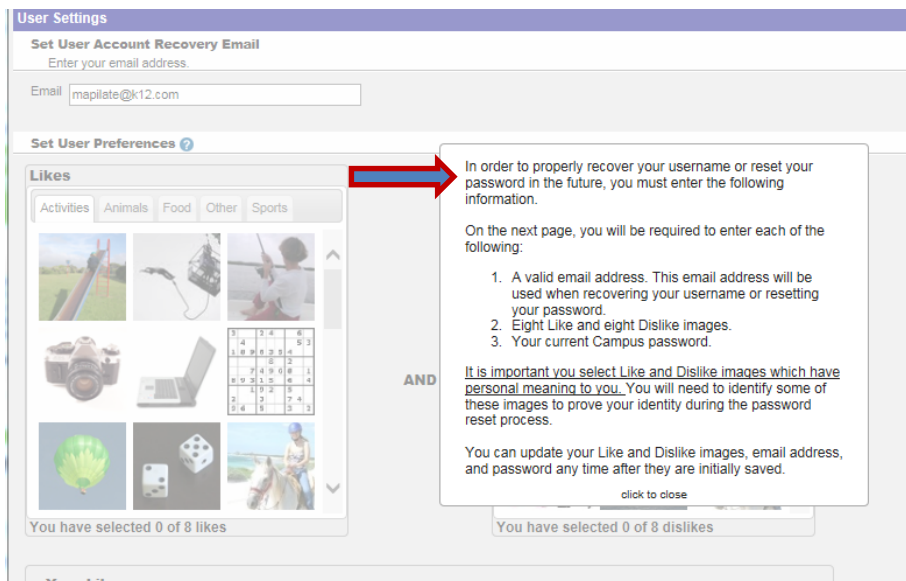 User Settings
Set User Account Recovery Email
Enter your email address.
Email mapilate@k12.com
Set User Preferences ?
Likes
Activities Animals Food Other Sports
You have selected 0 of 8 likes
AND
In order to properly recover your username or reset your
password in the future, you must enter the following
information.
On the next page, you will be required to enter each of the
following:
1. A valid email address. This email address will be
used when recovering your username or resetting
your password.
2. Eight Like and eight Dislike images.
3. Your current Campus password.
It is important you select Like and Dislike images which have
personal meaning to you. You will need to identify some of
these images to prove your identity during the password
reset process.
You can update your Like and Dislike images, email address,
and password any time after they are initially saved.
click to close
You have selected 0 of 8 dislikes